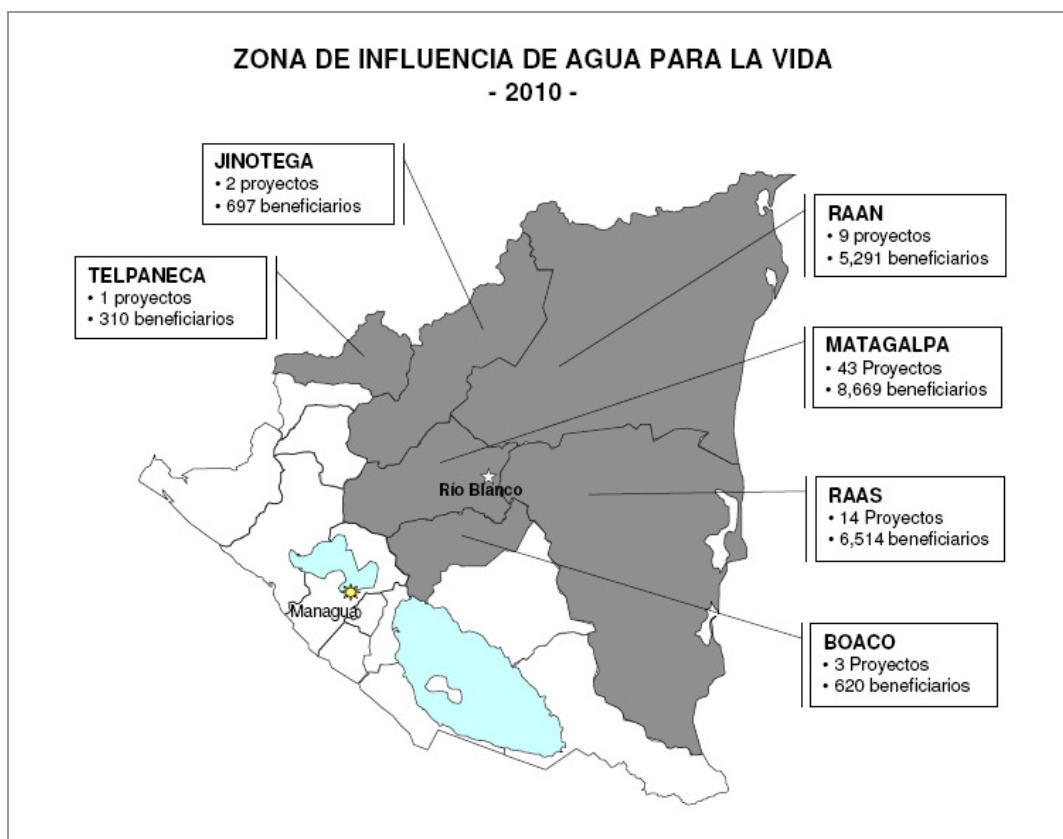 ZONA DE INFLUENCIA DE AGUA PARA LA VIDA
- 2010 -
JINOTEGA
• 2 proyectos
• 697 beneficiarios
TELPANECA
• 1 proyectos
• 310 beneficiarios
RAAN
• 9 proyectos
• 5,291 beneficiarios
MATAGALPA
• 43 Proyectos
• 8,669 beneficiarios
Río Blanco
RAAS
• 14 Proyectos
• 6,514 beneficiarios
Managua
BOACO
• 3 Proyectos
• 620 beneficiarios